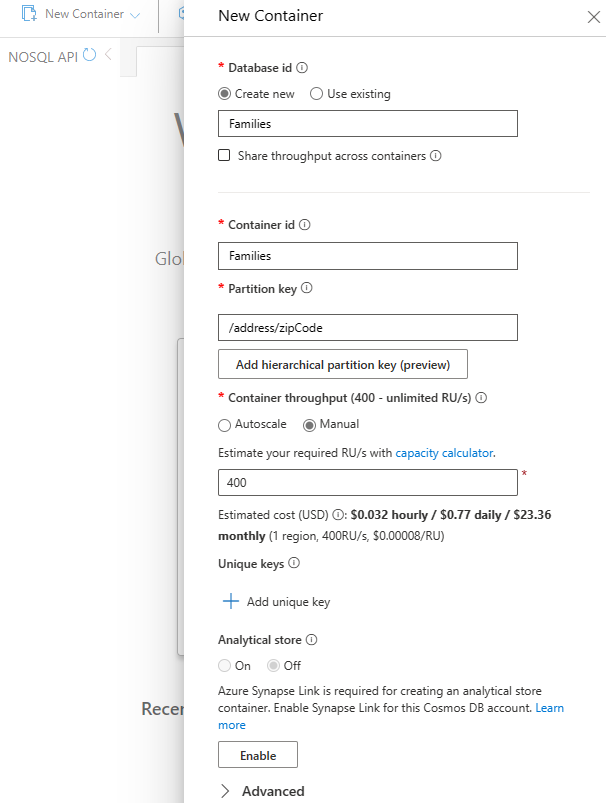 New Container
New Container
NOSQL API
* Database id
Create new Use existing
Families
Share throughput across containers
* Container id
Families
* Partition key
/address/zipCode
Add hierarchical partition key (preview)
* Container throughput (400 - unlimited RU/s)
Autoscale Manual
Estimate your required RU/s with capacity calculator.
400 *
Estimated cost (USD) : $0.032 hourly / $0.77 daily / $23.36
monthly (1 region, 400RU/s, $0.00008/RU)
Unique keys
Add unique key
Analytical store
On Off
Azure Synapse Link is required for creating an analytical store
container. Enable Synapse Link for this Cosmos DB account. Learn
more
Enable
Advanced